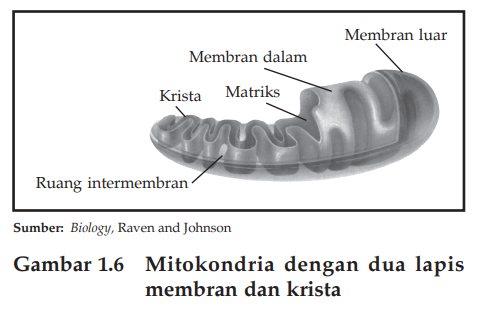 Membran luar
Membran dalam
Krista
Matriks
Ruang intermembran
Sumber: Biology, Raven and Johnson
Gambar 1.6 Mitokondria dengan dua lapis
membran dan krista